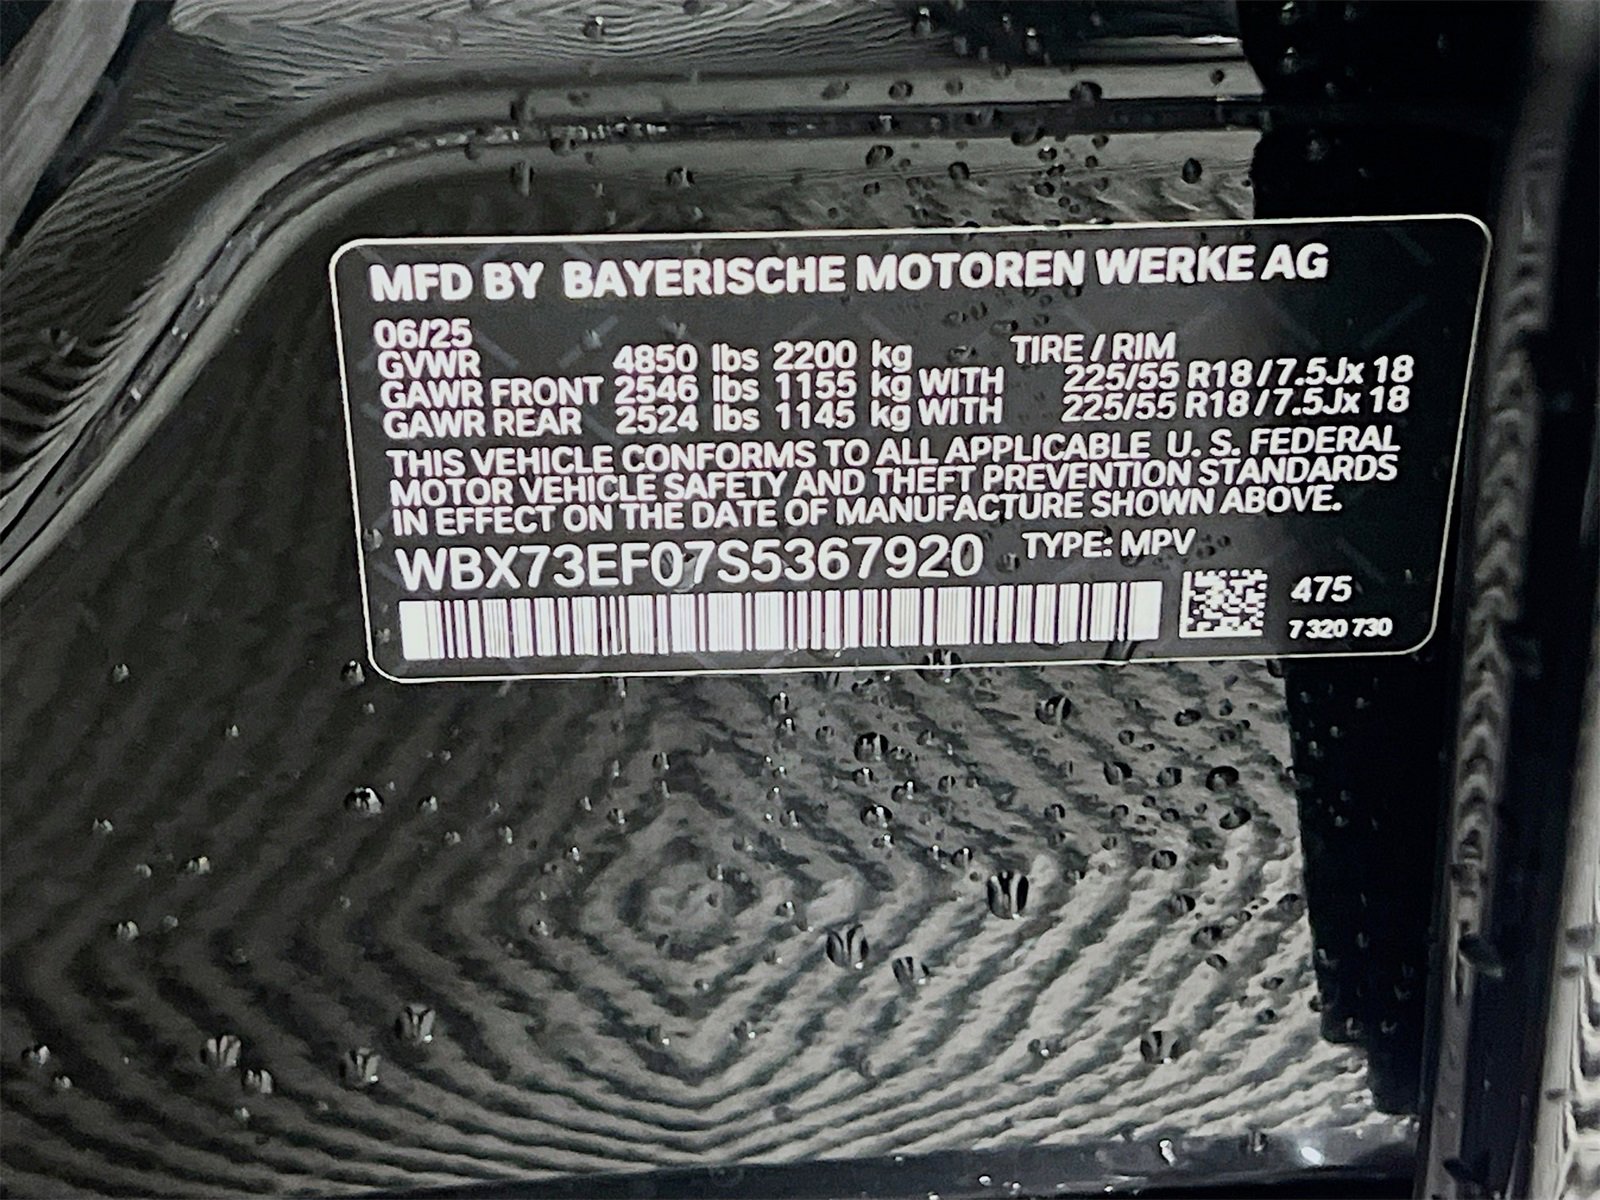 MFD BY BAYERISCHE MOTOREN WERKE AG
06/25
GVWR 4850 lbs 2200 kg TIRE / RIM
GAWR FRONT 2546 lbs 1155 kg WITH 225/55 R18 / 7.5Jx 18
GAWR REAR 2524 lbs 1145 kg WITH 225/55 R18 / 7.5Jx 18
THIS VEHICLE CONFORMS TO ALL APPLICABLE U. S. FEDERAL
MOTOR VEHICLE SAFETY AND THEFT PREVENTION STANDARDS
IN EFFECT ON THE DATE OF MANUFACTURE SHOWN ABOVE.
WBX73EF07S5367920 TYPE: MPV
475
7 320 730